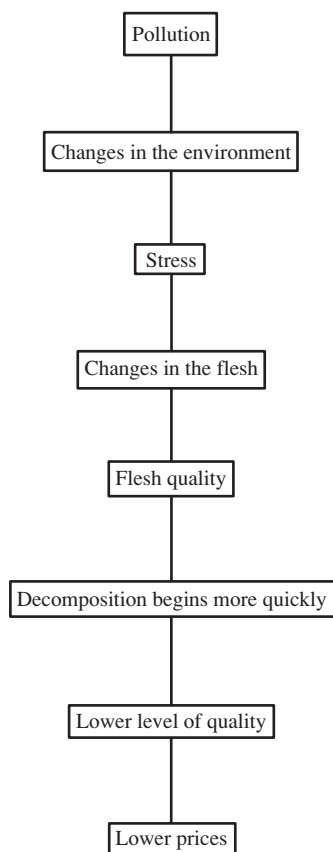 Pollution
Changes in the environment
Stress
Changes in the flesh
Flesh quality
Decomposition begins more quickly
Lower level of quality
Lower prices